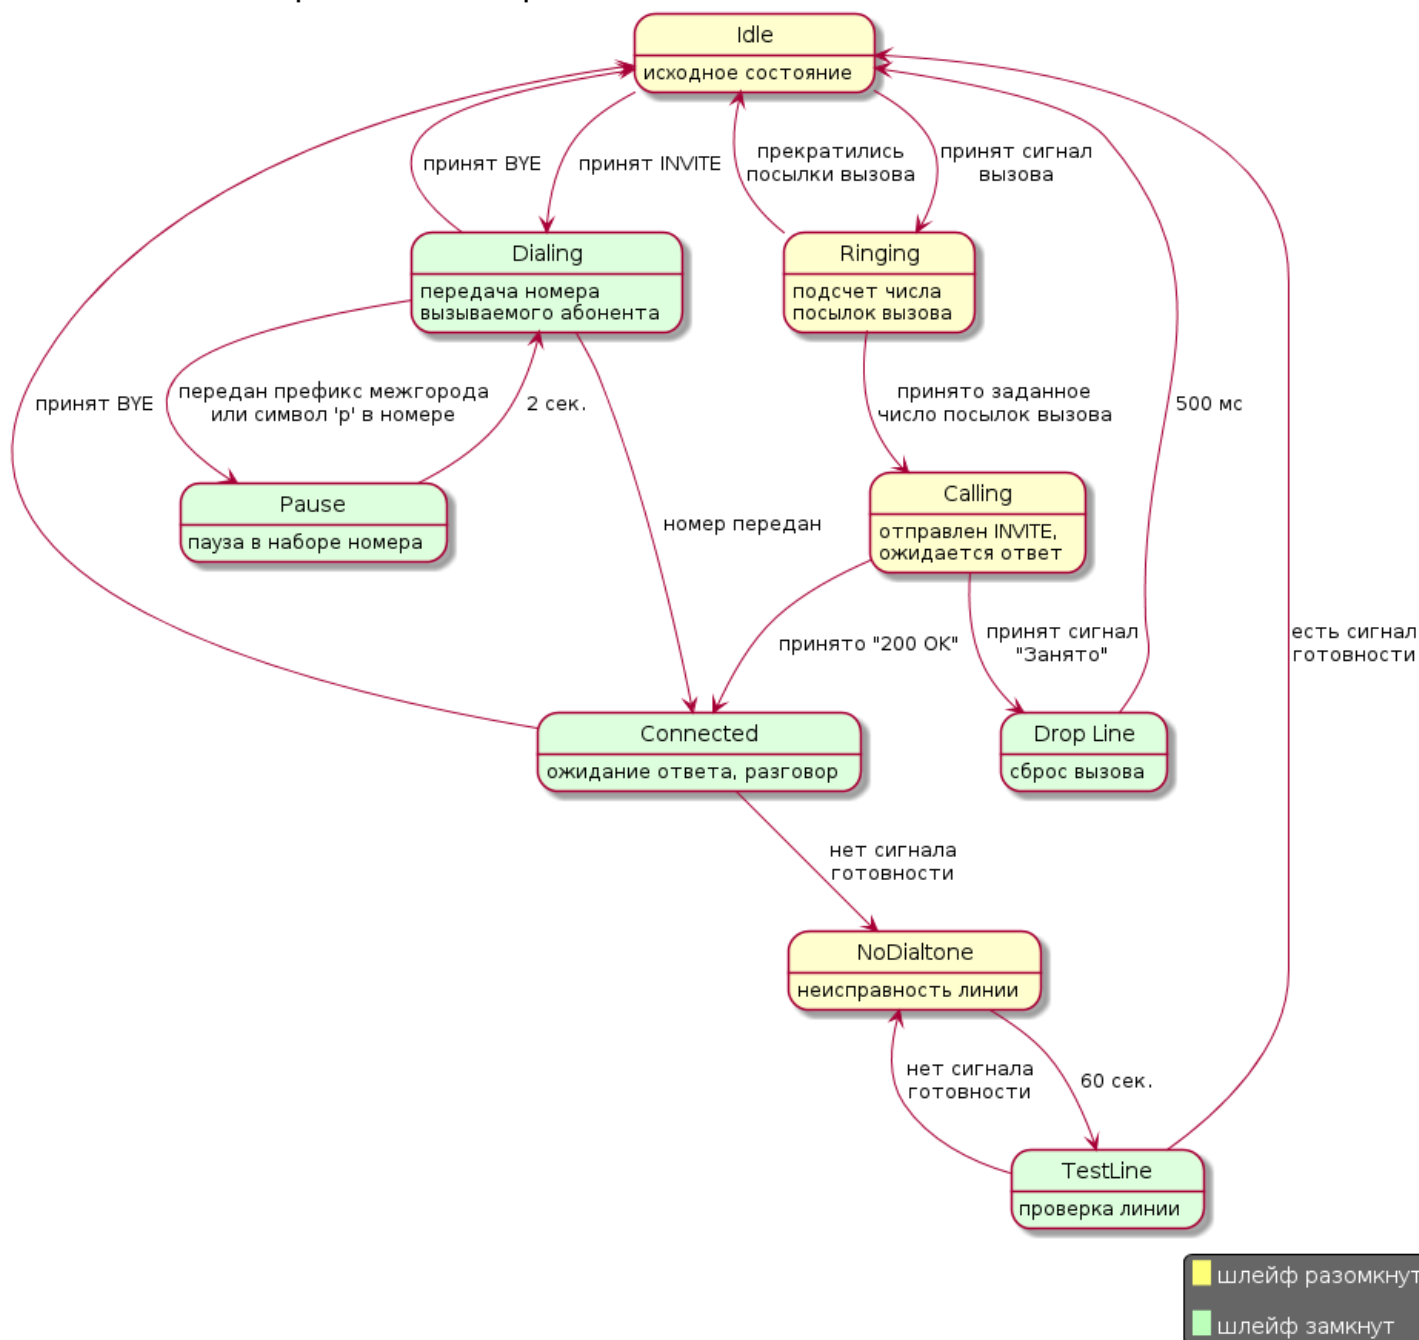 Idle
исходное состояние
принят BYE
принят INVITE
прекратились
посылки вызова
принят сигнал
вызова
Dialing
передача номера
вызываемого абонента
Ringing
подсчет числа
посылок вызова
принят BYE
передан префикс межгорода
или символ 'p' в номере
2 сек.
принято заданное
число посылок вызова
500 мс
Pause
пауза в наборе номера
номер передан
Calling
отправлен INVITE,
ожидается ответ
принято "200 OK"
принят сигнал
"Занято"
есть сигнал
готовности
Connected
ожидание ответа, разговор
Drop Line
сброс вызова
нет сигнала
готовности
NoDialtone
неисправность линии
нет сигнала
готовности
60 сек.
TestLine
проверка линии
шлейф разомкнут
шлейф замкнут